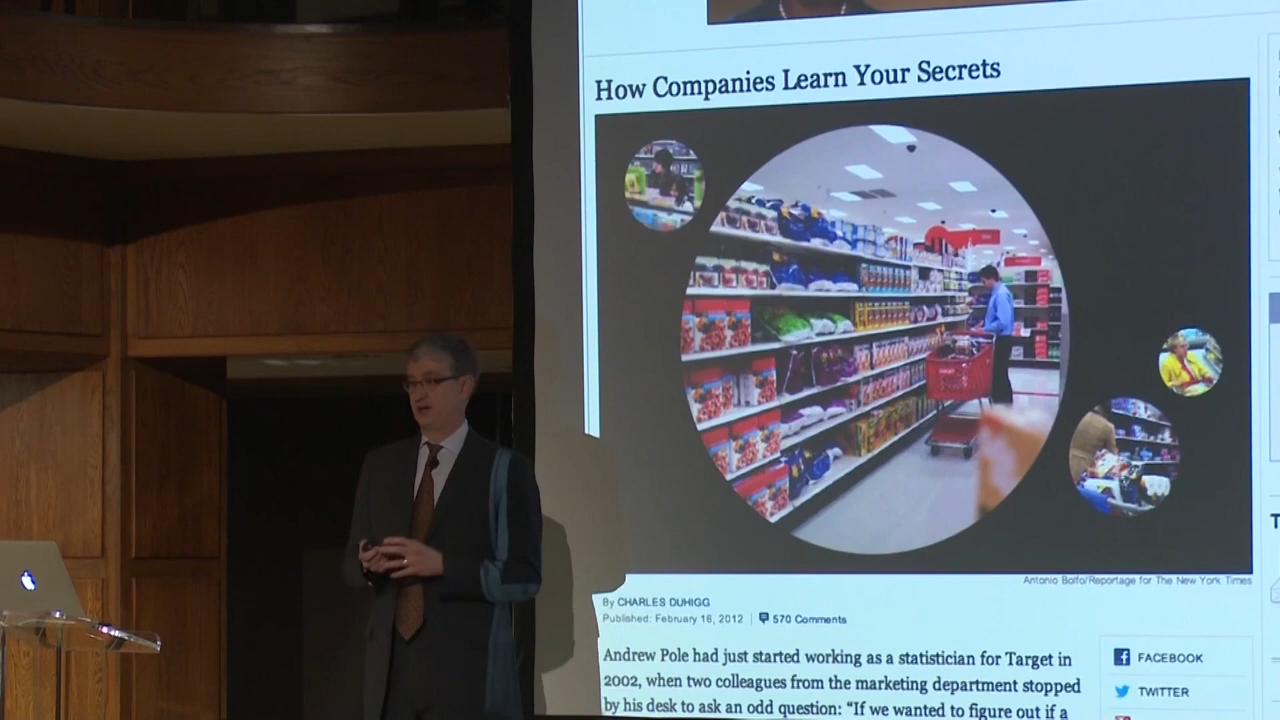 How Companies Learn Your Secrets
Antonio Bolfo/Reportage for The New York Times
By CHARLES DUHIGG
Published: February 16, 2012
570 Comments
Andrew Pole had just started working as a statistician for Target in
2002, when two colleagues from the marketing department stopped
by his desk to ask an odd question: “If we wanted to figure out if a
FACEBOOK
TWITTER